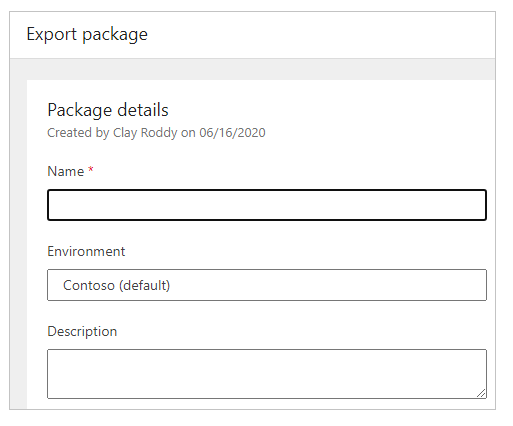 Export package
Package details
Created by Clay Roddy on 06/16/2020
Name *
Environment
Contoso (default)
Description